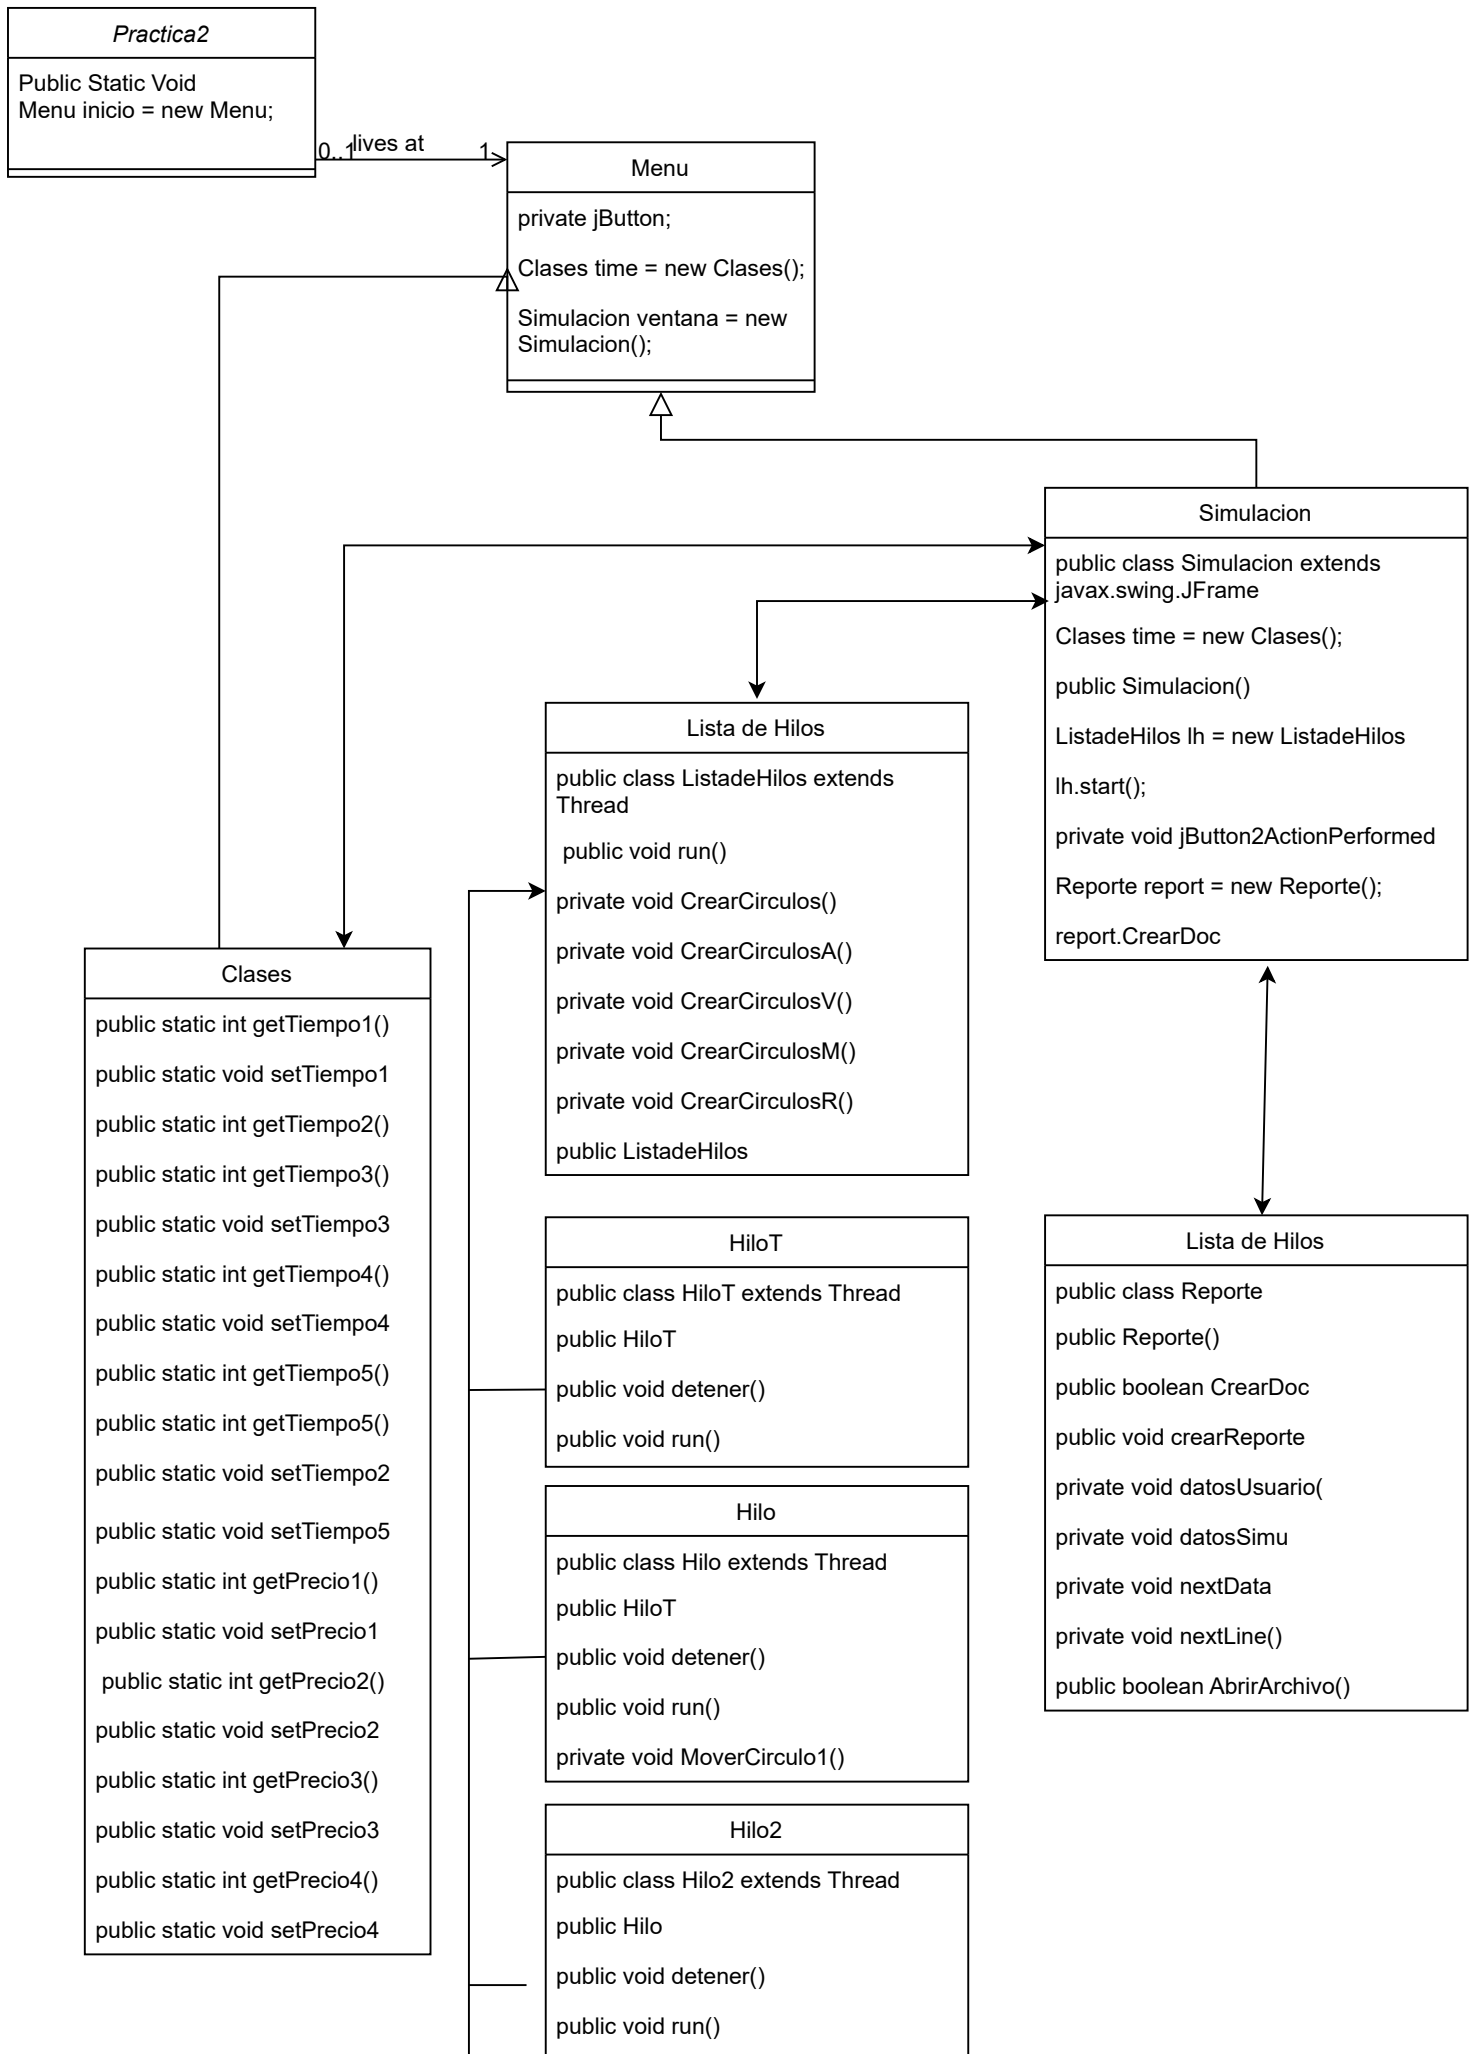 Practica2
Public Static Void
Menu inicio = new Menu;
0..1
lives at
1
Menu
private jButton;
Clases time = new Clases();
Simulacion ventana = new
Simulacion();
Simulacion
public class Simulacion extends
javax.swing.JFrame
Clases time = new Clases();
public Simulacion()
ListadeHilos lh = new ListadeHilos
lh.start();
private void jButton2ActionPerformed
Reporte report = new Reporte();
report.CrearDoc
Lista de Hilos
public class ListadeHilos extends
Thread
public void run()
private void CrearCirculos()
private void CrearCirculosA()
private void CrearCirculosV()
private void CrearCirculosM()
private void CrearCirculosR()
public ListadeHilos
Clases
public static int getTiempo1()
public static void setTiempo1
public static int getTiempo2()
public static int getTiempo3()
public static void setTiempo3
public static int getTiempo4()
public static void setTiempo4
public static int getTiempo5()
public static int getTiempo5()
public static void setTiempo2
public static void setTiempo5
public static int getPrecio1()
public static void setPrecio1
public static int getPrecio2()
public static void setPrecio2
public static int getPrecio3()
public static void setPrecio3
public static int getPrecio4()
public static void setPrecio4
HiloT
public class HiloT extends Thread
public HiloT
public void detener()
public void run()
Lista de Hilos
public class Reporte
public Reporte()
public boolean CrearDoc
public void crearReporte
private void datosUsuario(
private void datosSimu
private void nextData
private void nextLine()
public boolean AbrirArchivo()
Hilo
public class Hilo extends Thread
public HiloT
public void detener()
public void run()
private void MoverCirculo1()
Hilo2
public class Hilo2 extends Thread
public Hilo
public void detener()
public void run()